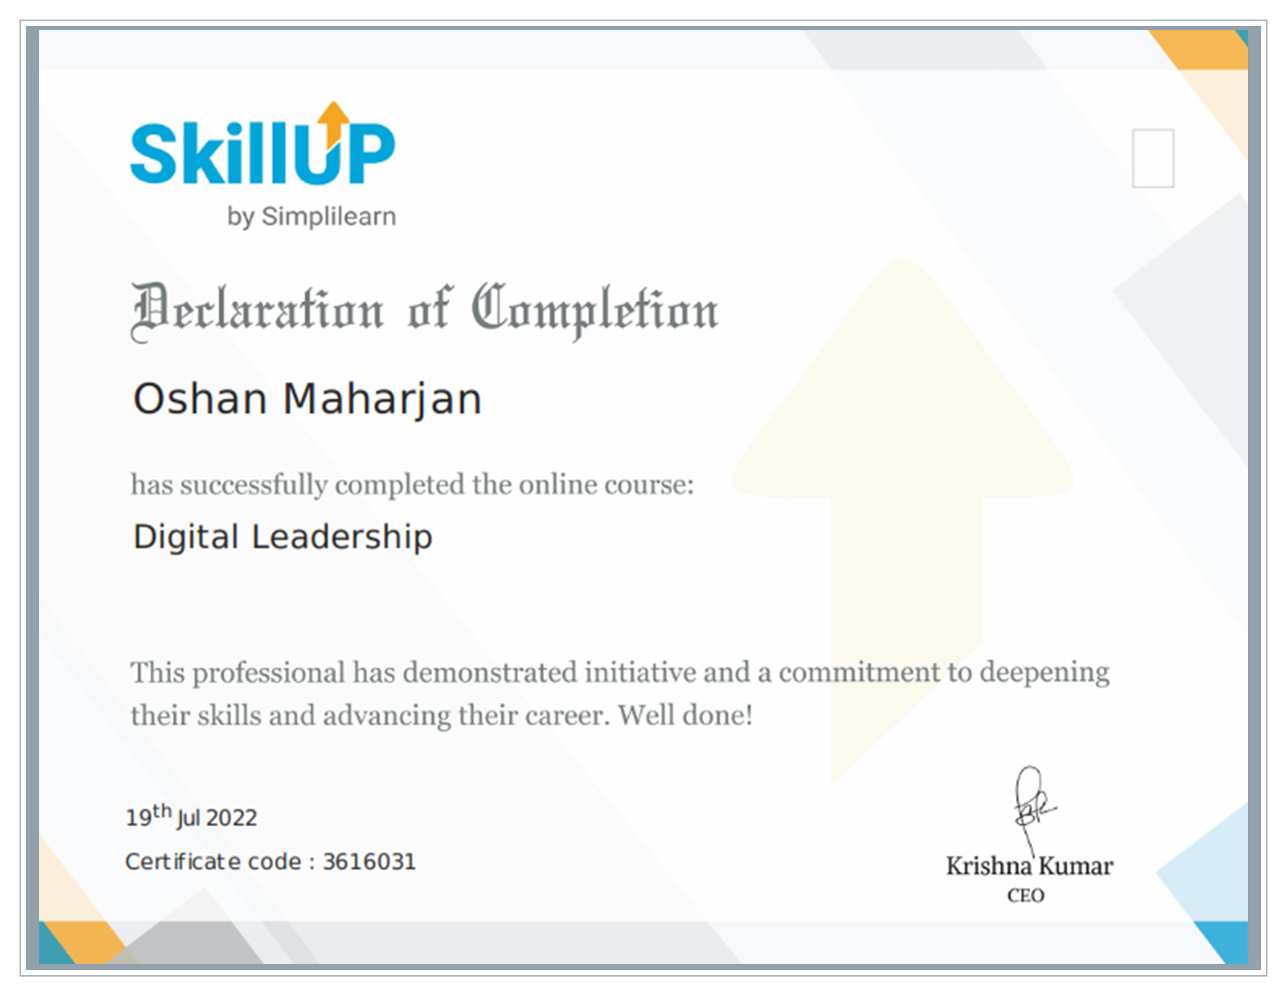 SkillUP
by Simplilearn
Declaration of Completion
Oshan Maharjan
has successfully completed the online course:
Digital Leadership
This professional has demonstrated initiative and a commitment to deepening
their skills and advancing their career. Well done!
19th Jul 2022
Certificate code : 3616031
Krishna Kumar
CEO